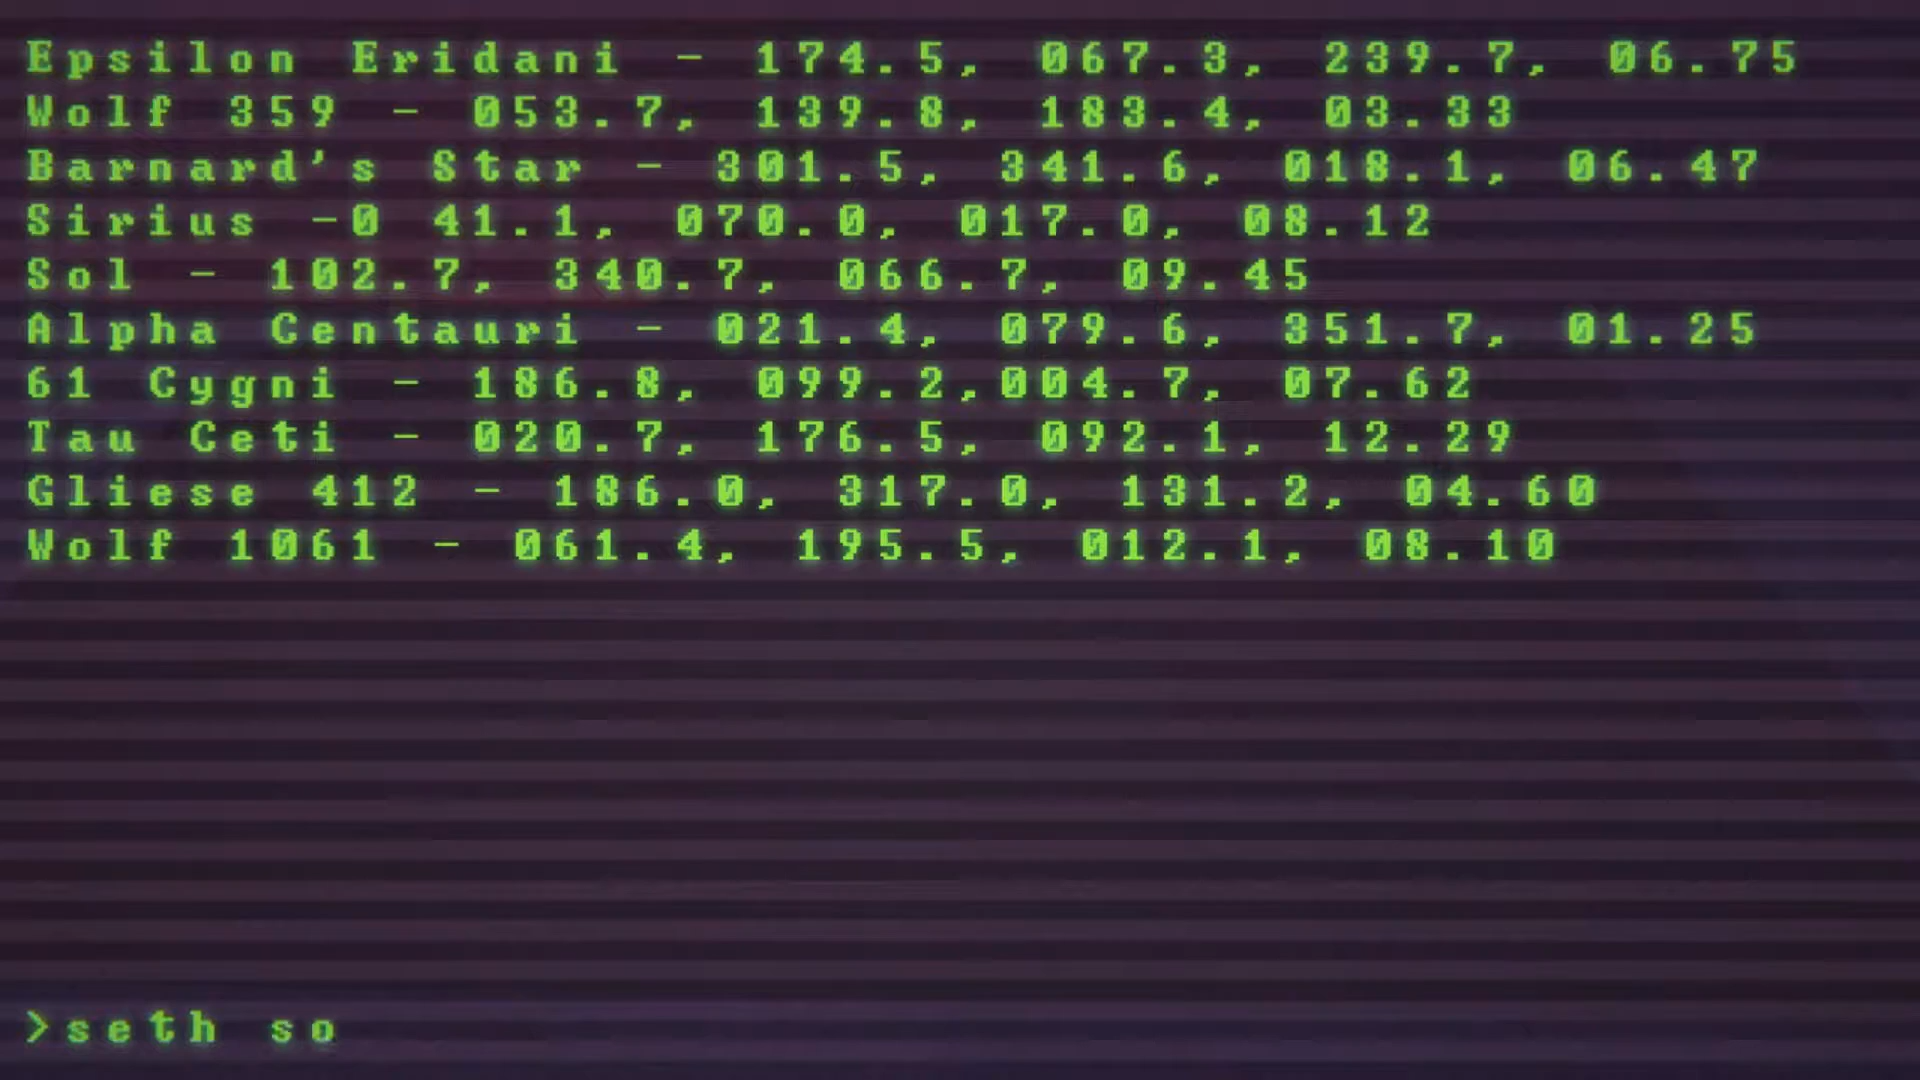 Epsilon Eridani - 174.5, 067.3, 239.7, 06.75
Wolf 359 - 053.7, 139.8, 183.4, 03.33
Barnard's Star - 301.5, 341.6, 018.1, 06.47
Sirius -0 41.1, 070.0, 017.0, 08.12
Sol - 102.7, 340.7, 066.7, 09.45
Alpha Centauri - 021.4, 079.6, 351.7, 01.25
61 Cygni - 186.8, 099.2,004.7, 07.62
Tau Ceti - 020.7, 176.5, 092.1, 12.29
Gliese 412 - 186.0, 317.0, 131.2, 04.60
Wolf 1061 - 061.4, 195.5, 012.1, 08.10
>seth so